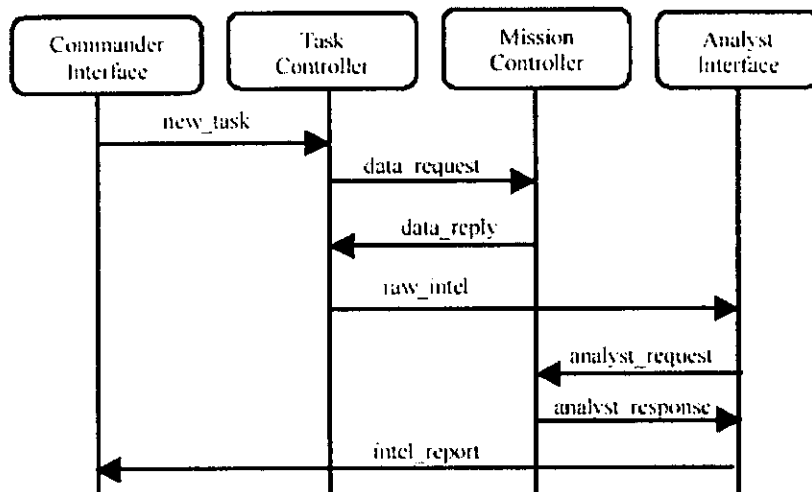 Commander
Interface
Task
Controller
Mission
Controller
Analyst
Interface
new_task
data_request
data_reply
raw_intel
analyst_request
analyst_response
intel_report